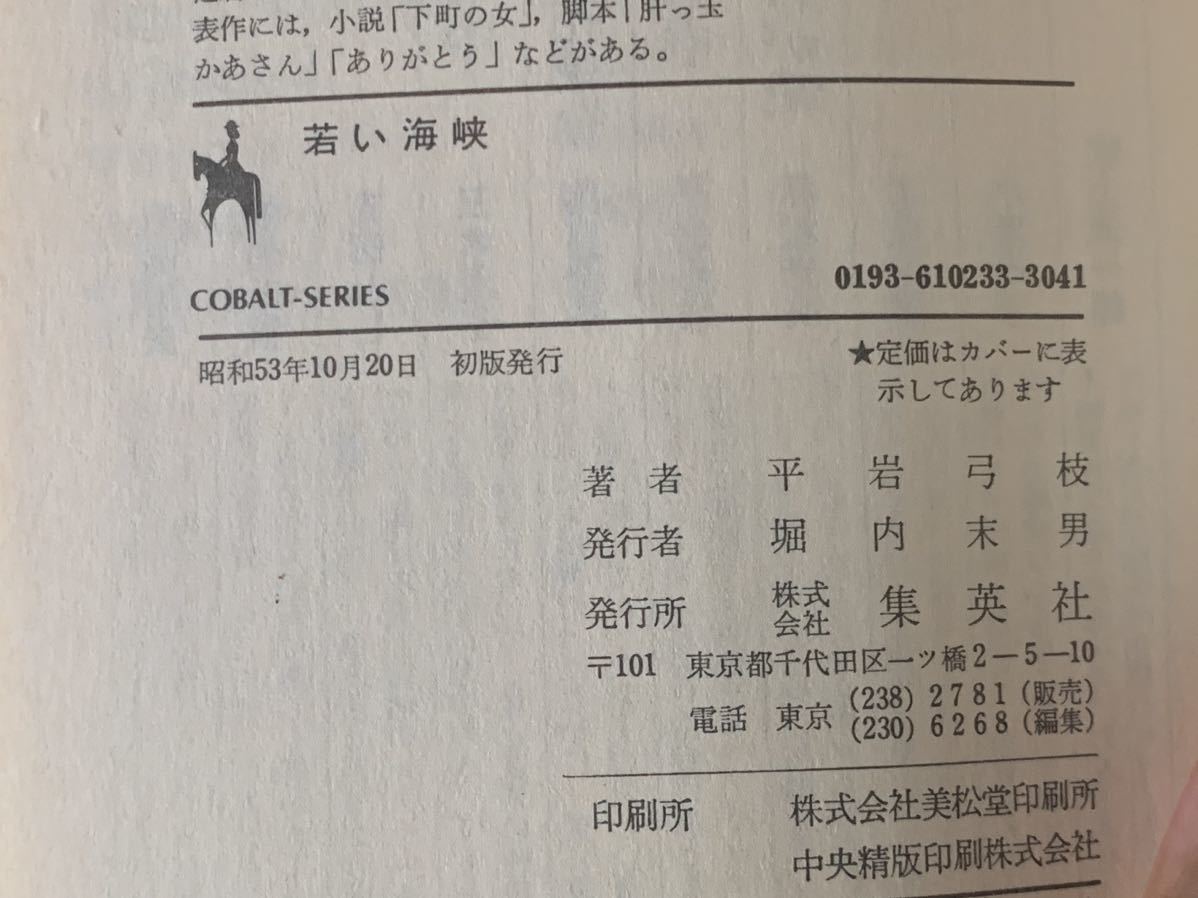 表作には，小説「下町の女」，脚本「肝っ玉
かあさん」「ありがとう」などがある。
若い海峡
COBALT-SERIES
0193-610233-3041
昭和53年10月20日　初版発行
★定価はカバーに表
示してあります
著者　平岩弓枝
発行者　堀内末男
発行所　株式会社　集英社
〒101　東京都千代田区一ツ橋2－5－10
電話　東京　(238) 2781（販売）
(230) 6268（編集）
印刷所　株式会社美松堂印刷所
中央精版印刷株式会社